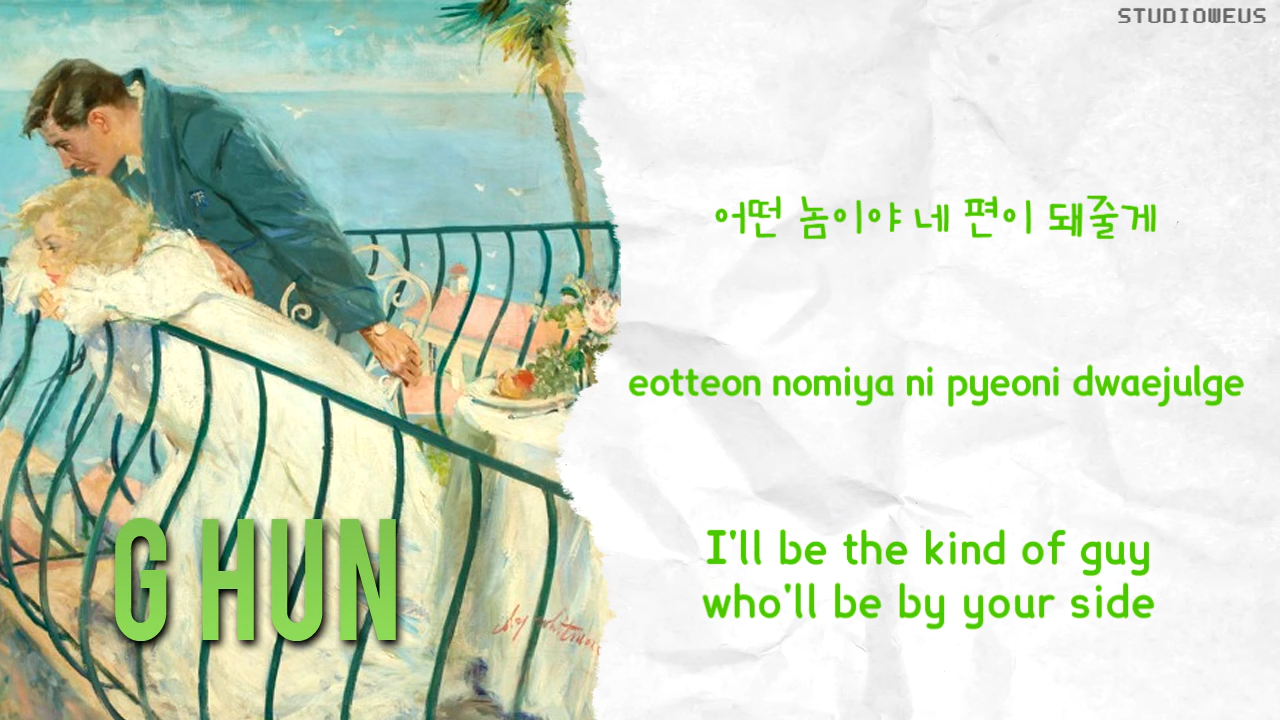 STUDIOWEUS
어떤 놈이야 네 편이 돼줄게
eotteon nomiya ni pyeoni dwaejulge
I'll be the kind of guy
who'll be by your side
G HUN